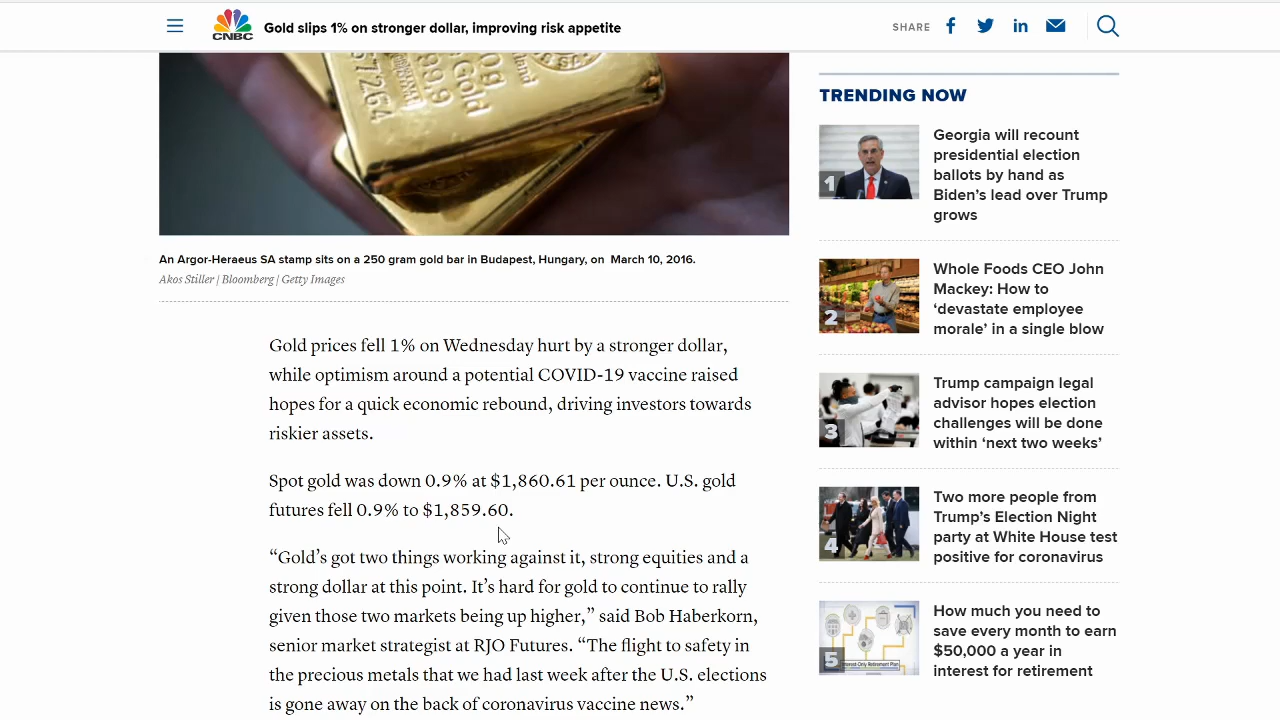 CNBC
Gold slips 1% on stronger dollar, improving risk appetite
SHARE
An Argor-Heraeus SA stamp sits on a 250 gram gold bar in Budapest, Hungary, on March 10, 2016.
Akos Stiller | Bloomberg | Getty Images
Gold prices fell 1% on Wednesday hurt by a stronger dollar,
while optimism around a potential COVID-19 vaccine raised
hopes for a quick economic rebound, driving investors towards
riskier assets.
Spot gold was down 0.9% at $1,860.61 per ounce. U.S. gold
futures fell 0.9% to $1,859.60.
“Gold’s got two things working against it, strong equities and a
strong dollar at this point. It’s hard for gold to continue to rally
given those two markets being up higher,” said Bob Haberkorn,
senior market strategist at RJO Futures. “The flight to safety in
the precious metals that we had last week after the U.S. elections
is gone away on the back of coronavirus vaccine news.”
TRENDING NOW
1
Georgia will recount
presidential election
ballots by hand as
Biden’s lead over Trump
grows
2
Whole Foods CEO John
Mackey: How to
‘devastate employee
morale’ in a single blow
3
Trump campaign legal
advisor hopes election
challenges will be done
within ‘next two weeks’
4
Two more people from
Trump’s Election Night
party at White House test
positive for coronavirus
5
How much you need to
save every month to earn
$50,000 a year in
interest for retirement